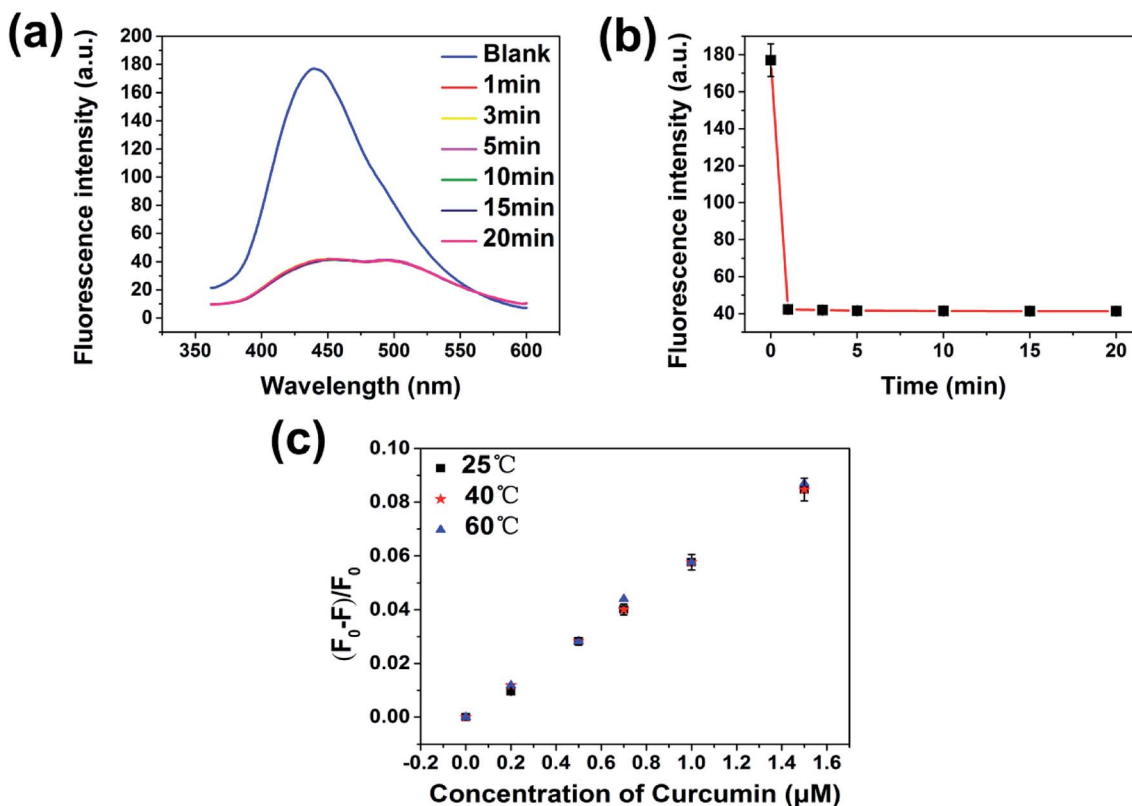 (a)
Fluorescence intensity (a.u.)
200
180
160
140
120
100
80
60
40
20
0
Blank
1min
3min
5min
10min
15min
20min
350 400 450 500 550 600
Wavelength (nm)
(b)
Fluorescence intensity (a.u.)
180
160
140
120
100
80
60
40
0 5 10 15 20
Time (min)
(c)
(F0-F)/F0
0.10
0.08
0.06
0.04
0.02
0.00
25℃
40℃
60℃
-0.2 0.0 0.2 0.4 0.6 0.8 1.0 1.2 1.4 1.6
Concentration of Curcumin (μM)